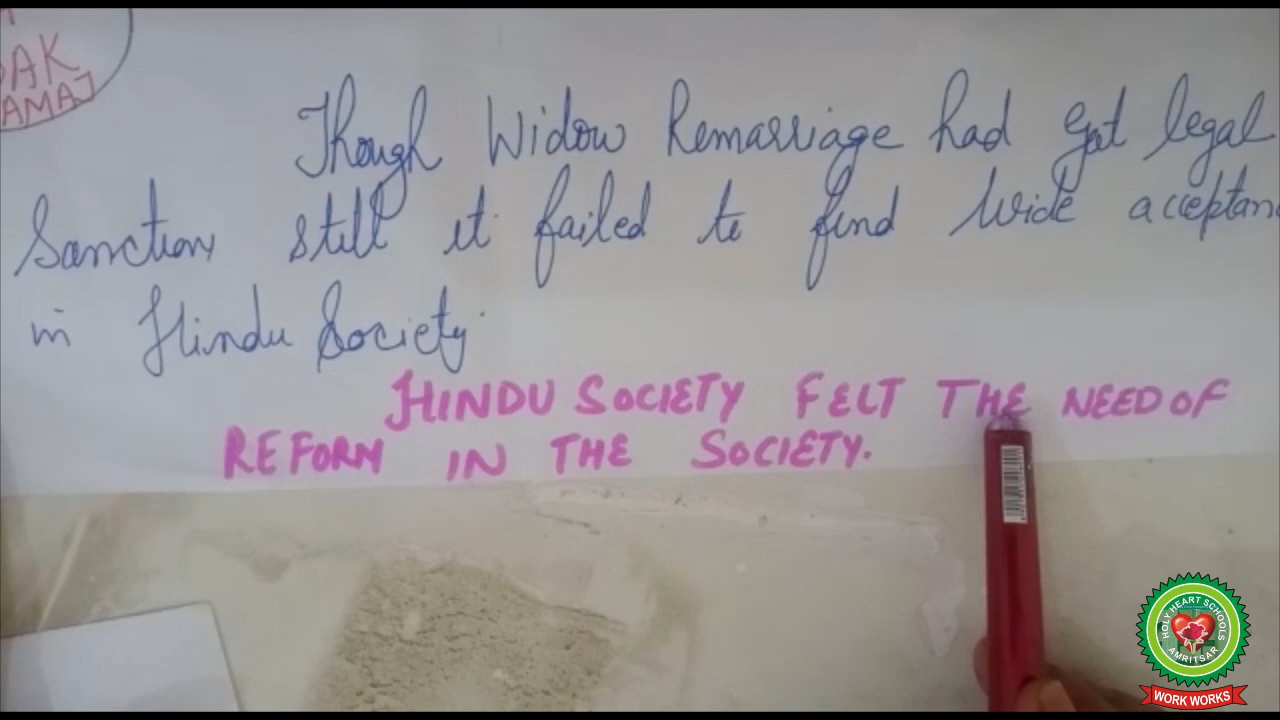 DAK
AMAJ
Though Widow Remarriage had got legal
Sanction still it failed to find wide acceptan
in Hindu Society.
HINDU SOCIETY FELT THE NEED OF
REFORM IN THE SOCIETY.
HOLY HEART SCHOOLS
AMRITSAR
WORK WORKS